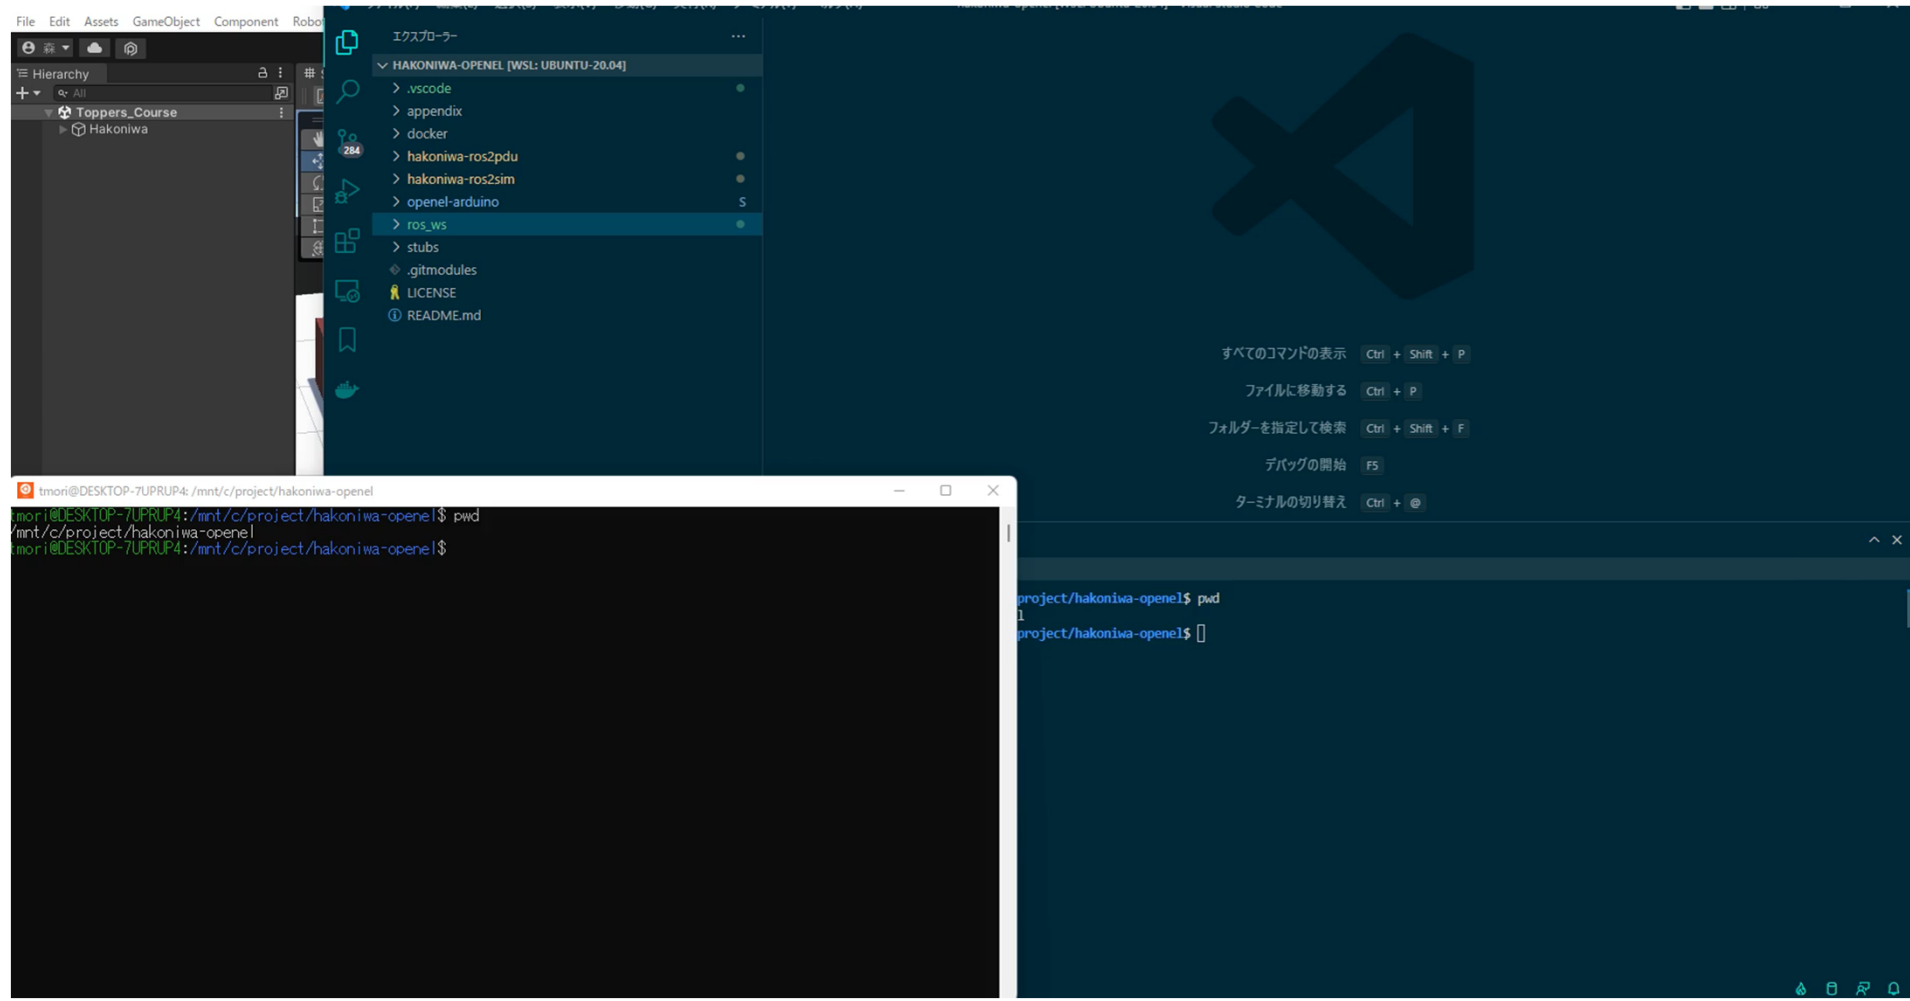 File Edit Assets GameObject Component
森
Hierarchy
All
Toppers_Course
Hakoniwa
エクスプローラー
HAKONIWA-OPENEL [WSL: UBUNTU-20.04]
.vscode
appendix
docker
hakoniwa-ros2pdu
hakoniwa-ros2sim
openel-arduino S
ros_ws
stubs
.gitmodules
LICENSE
README.md
284
すべてのコマンドの表示 Ctrl + Shift + P
ファイルに移動する Ctrl + P
フォルダーを指定して検索 Ctrl + Shift + F
デバッグの開始 F5
ターミナルの切り替え Ctrl + @
tmori@DESKTOP-7UPRUP4: /mnt/c/project/hakoniwa-openel
tmori@DESKTOP-7UPRUP4:/mnt/c/project/hakoniwa-openel$ pwd
/mnt/c/project/hakoniwa-openel
tmori@DESKTOP-7UPRUP4:/mnt/c/project/hakoniwa-openel$
project/hakoniwa-openel$ pwd
l
project/hakoniwa-openel$